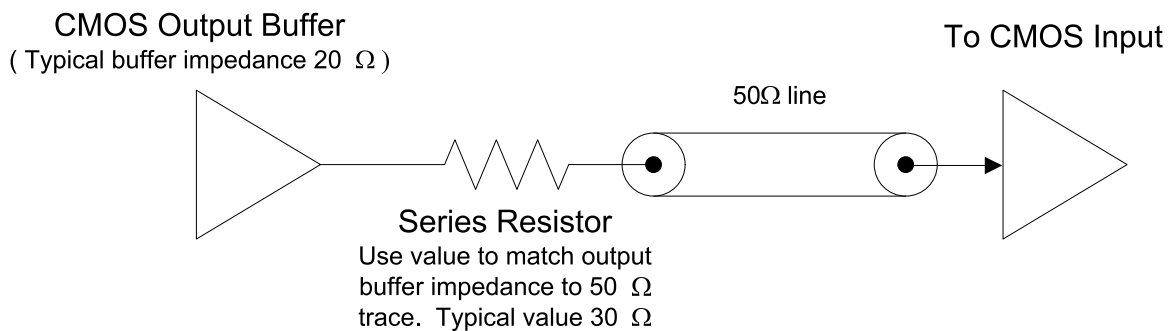 CMOS Output Buffer
( Typical buffer impedance 20 Ω )
To CMOS Input
50Ω line
Series Resistor
Use value to match output
buffer impedance to 50 Ω
trace. Typical value 30 Ω